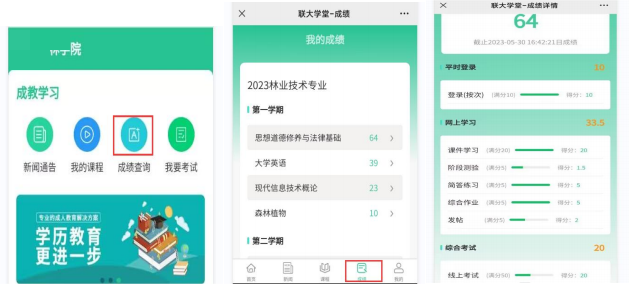 院
成教学习
新闻通告 我的课程 成绩查询 我要考试
专业的成人教育解决方案
学历教育
更进一步
× 联大学堂-成绩 ···
我的成绩
2023林业技术专业
第一学期
思想道德修养与法律基础 64 >
大学英语 39 >
现代信息技术概论 23 >
森林植物 10 >
第二学期
首页 新闻 课程 成绩 我的
× 联大学堂-成绩详情 ···
64
截止2023-05-30 16:42:21日成绩
平时登录 10
登录(按次) (满分10) 得分: 10
网上学习 33.5
课件学习 (满分20) 得分: 20
阶段测验 (满分5) 得分: 1.5
简答练习 (满分5) 得分: 5
综合作业 (满分5) 得分: 5
发帖 (满分5) 得分: 2
综合考试 20
线上考试 (满分50) 得分: 20